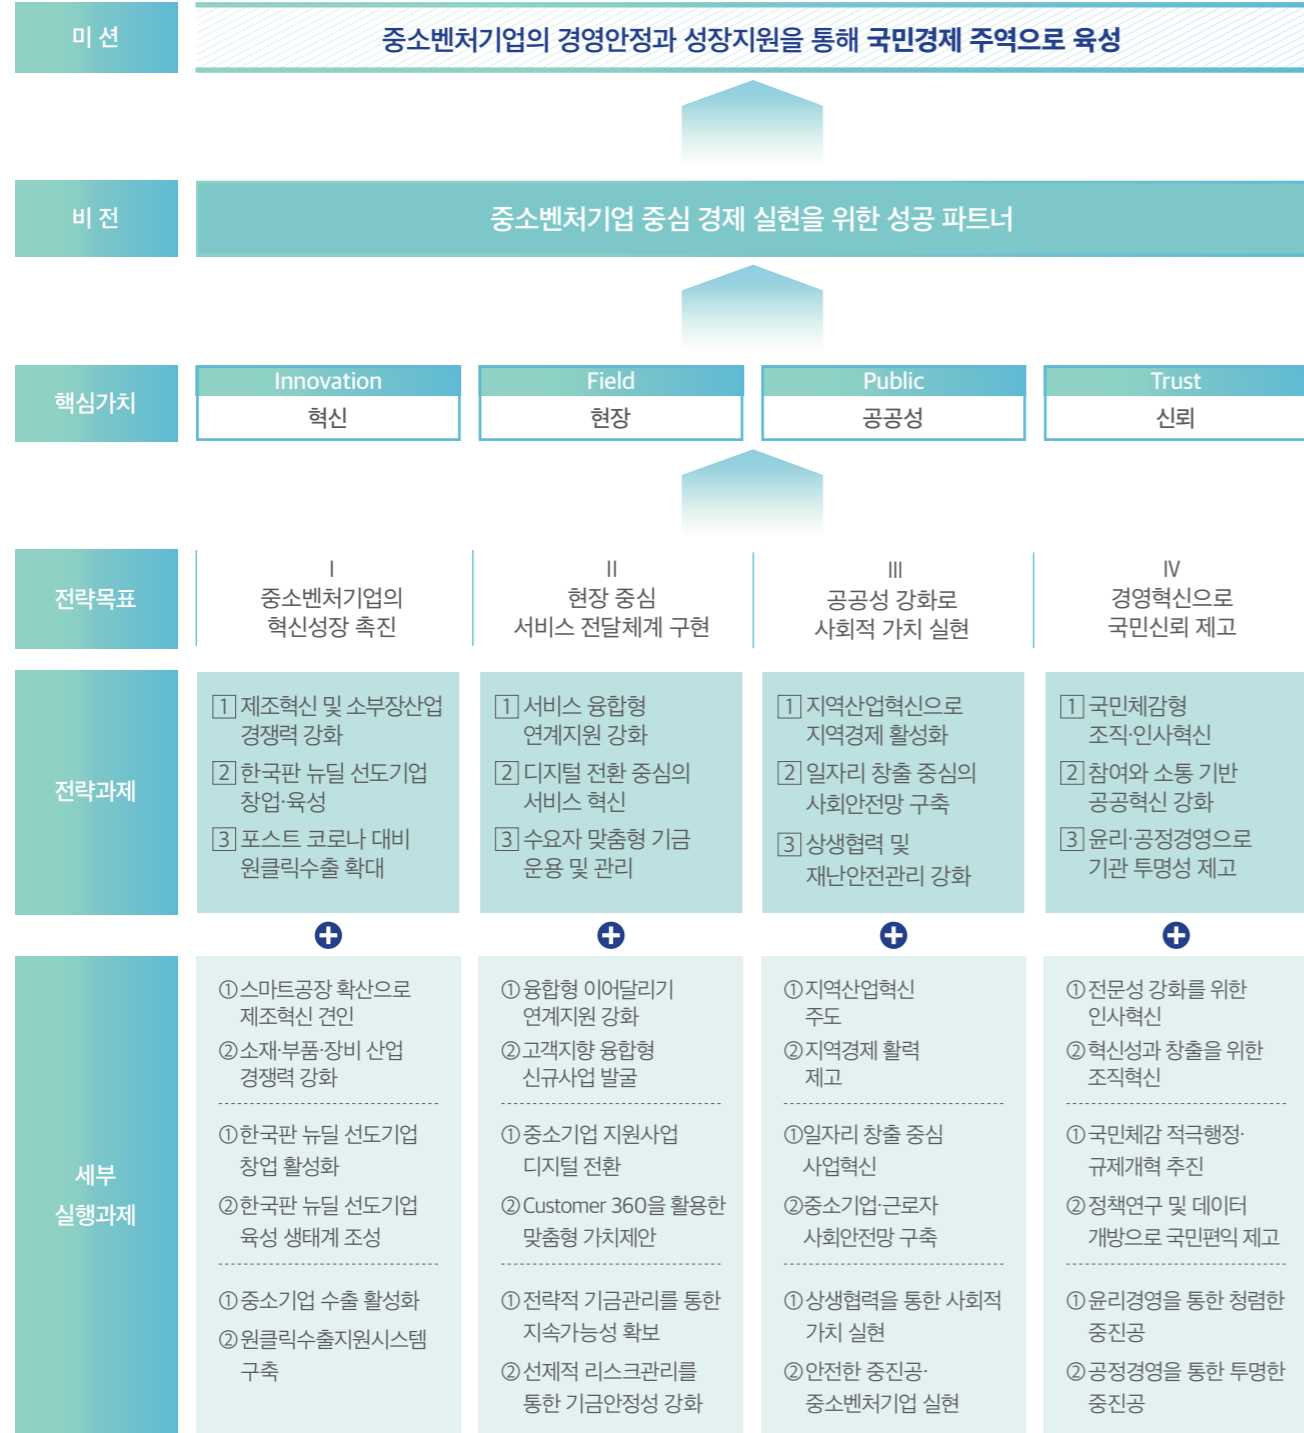 미 션
중소벤처기업의 경영안정과 성장지원을 통해 국민경제 주역으로 육성
비 전
중소벤처기업 중심 경제 실현을 위한 성공 파트너
핵심가치
Innovation
혁신
Field
현장
Public
공공성
Trust
신뢰
전략목표
Ⅰ
중소벤처기업의
혁신성장 촉진
Ⅱ
현장 중심
서비스 전달체계 구현
Ⅲ
공공성 강화로
사회적 가치 실현
Ⅳ
경영혁신으로
국민신뢰 제고
전략과제
1 제조혁신 및 소부장산업
경쟁력 강화
2 한국판 뉴딜 선도기업
창업·육성
3 포스트 코로나 대비
원클릭수출 확대
1 서비스 융합형
연계지원 강화
2 디지털 전환 중심의
서비스 혁신
3 수요자 맞춤형 기금
운용 및 관리
1 지역산업혁신으로
지역경제 활성화
2 일자리 창출 중심의
사회안전망 구축
3 상생협력 및
재난안전관리 강화
1 국민체감형
조직·인사혁신
2 참여와 소통 기반
공공혁신 강화
3 윤리·공정경영으로
기관 투명성 제고
세부
실행과제
① 스마트공장 확산으로
제조혁신 견인
② 소재·부품·장비 산업
경쟁력 강화
① 한국판 뉴딜 선도기업
창업 활성화
② 한국판 뉴딜 선도기업
육성 생태계 조성
① 중소기업 수출 활성화
② 원클릭수출지원시스템
구축
① 융합형 이어달리기
연계지원 강화
② 고객지향 융합형
신규사업 발굴
① 중소기업 지원사업
디지털 전환
② Customer 360을 활용한
맞춤형 가치제안
① 전략적 기금관리를 통한
지속가능성 확보
② 선제적 리스크관리를
통한 기금안정성 강화
① 지역산업혁신
주도
② 지역경제 활력
제고
①일자리 창출 중심
사업혁신
②중소기업·근로자
사회안전망 구축
① 상생협력을 통한 사회적
가치 실현
② 안전한 중진공·
중소벤처기업 실현
① 전문성 강화를 위한
인사혁신
② 혁신성과 창출을 위한
조직혁신
① 국민체감 적극행정·
규제개혁 추진
② 정책연구 및 데이터
개방으로 국민편익 제고
① 윤리경영을 통한 청렴한
중진공
② 공정경영을 통한 투명한
중진공